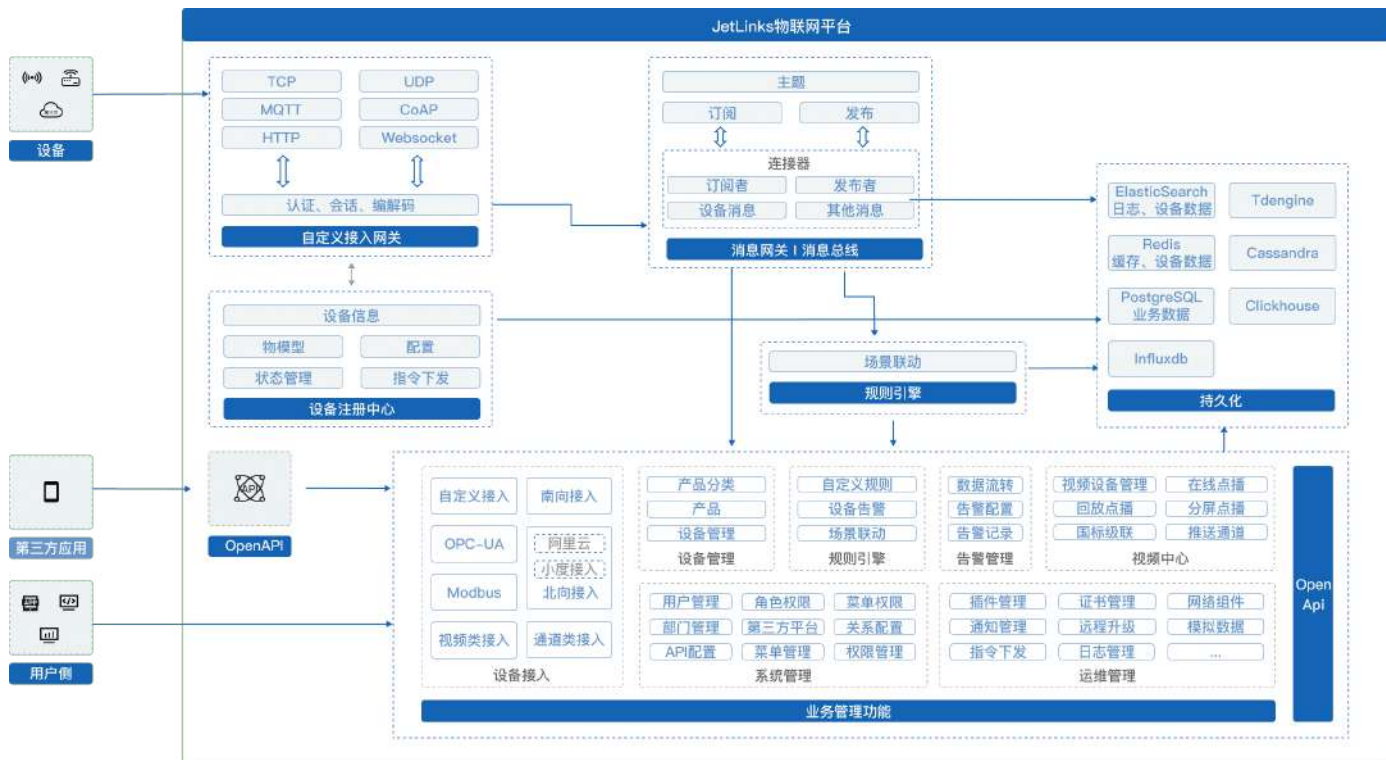 JetLinks物联网平台
设备
TCP
UDP
MQTT
CoAP
HTTP
Websocket
认证、会话、编解码
自定义接入网关
主题
订阅
发布
连接器
订阅者
发布者
设备消息
其他消息
消息网关 | 消息总线
ElasticSearch
日志、设备数据
Tdengine
Redis
缓存、设备数据
Cassandra
PostgreSQL
业务数据
Clickhouse
Influxdb
持久化
设备信息
物模型
配置
状态管理
指令下发
设备注册中心
场景联动
规则引擎
第三方应用
API
OpenAPI
用户侧
自定义接入
南向接入
OPC-UA
阿里云
小度接入
Modbus
北向接入
视频类接入
通道类接入
设备接入
产品分类
产品
设备管理
设备管理
自定义规则
设备告警
场景联动
规则引擎
数据流转
告警配置
告警记录
告警管理
视频设备管理
在线点播
回放点播
分屏点播
国标级联
推送通道
视频中心
用户管理
角色权限
菜单权限
部门管理
第三方平台
关系配置
API配置
菜单管理
权限管理
系统管理
插件管理
证书管理
网络组件
通知管理
远程升级
模拟数据
指令下发
日志管理
...
运维管理
业务管理功能
Open
Api